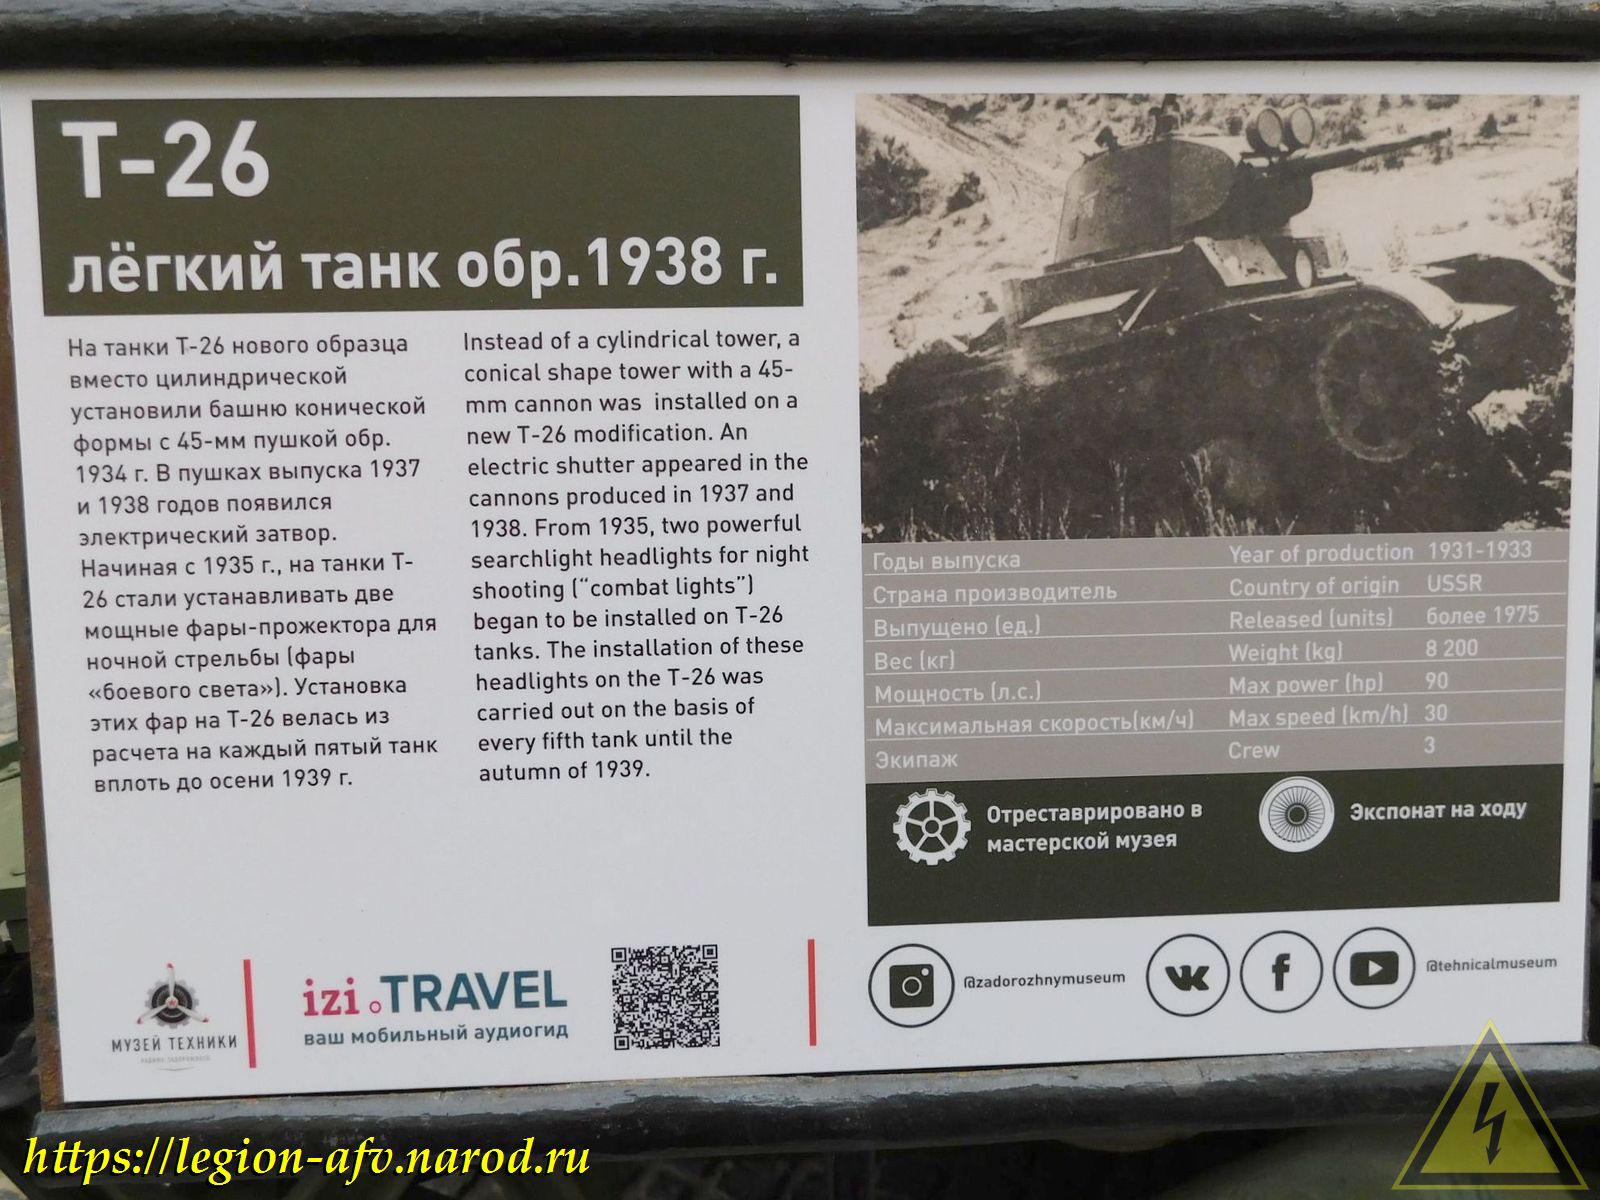 Т-26
лёгкий танк обр.1938 г.
На танки Т-26 нового образца
вместо цилиндрической
установили башню конической
формы с 45-мм пушкой обр.
1934 г. В пушках выпуска 1937
и 1938 годов появился
электрический затвор.
Начиная с 1935 г., на танки Т-
26 стали устанавливать две
мощные фары-прожектора для
ночной стрельбы (фары
«боевого света»). Установка
этих фар на Т-26 велась из
расчета на каждый пятый танк
вплоть до осени 1939 г.
Instead of a cylindrical tower, a
conical shape tower with a 45-
mm cannon was installed on a
new T-26 modification. An
electric shutter appeared in the
cannons produced in 1937 and
1938. From 1935, two powerful
searchlight headlights for night
shooting ("combat lights")
began to be installed on T-26
tanks. The installation of these
headlights on the T-26 was
carried out on the basis of
every fifth tank until the
autumn of 1939.
Годы выпуска Year of production 1931-1933
Страна производитель Country of origin USSR
Выпущено (ед.) Released (units) более 1975
Вес (кг) Weight (kg) 8 200
Мощность (л.с.) Max power (hp) 90
Максимальная скорость(км/ч) Max speed (km/h) 30
Экипаж Crew 3
Отреставрировано в
мастерской музея
Экспонат на ходу
МУЗЕЙ ТЕХНИКИ
ВАДИМА ЗАДОРОЖНОГО
izi.TRAVEL
ваш мобильный аудиогид
@zadorozhnymuseum
@tehnicalmuseum
https://legion-afv.narod.ru